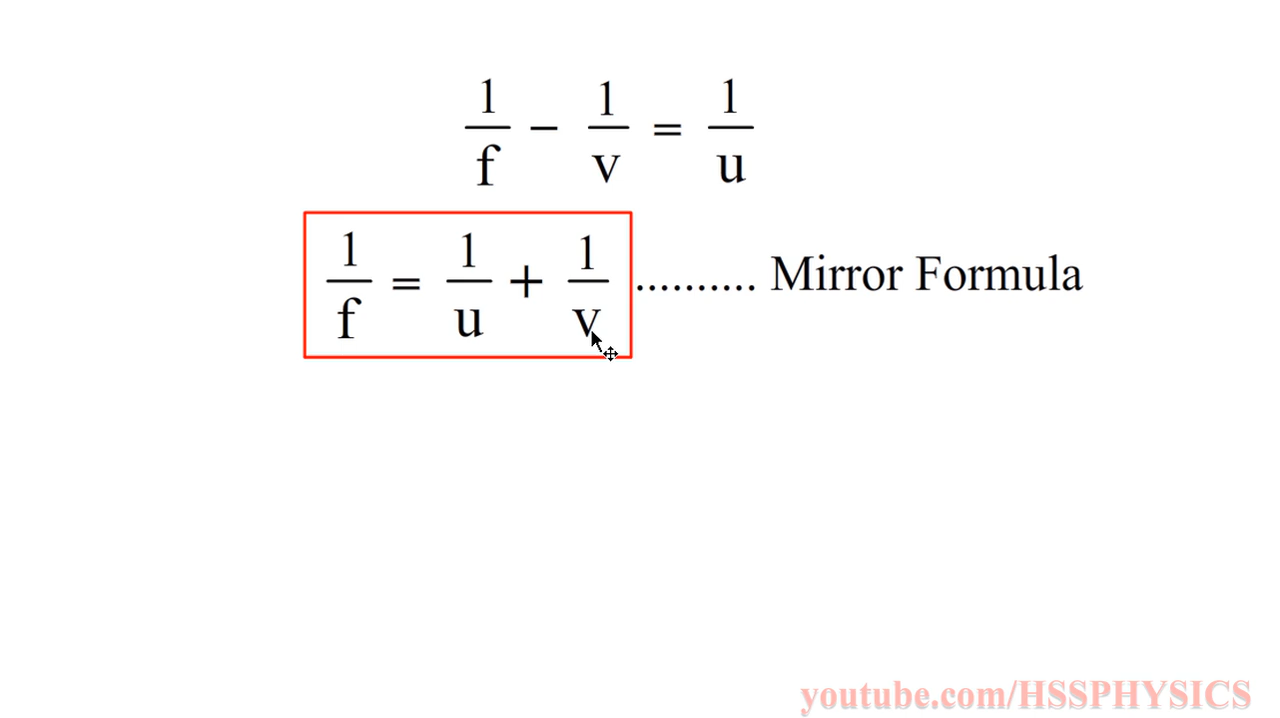 1/f − 1/v = 1/u
1/f = 1/u + 1/v .......... Mirror Formula
youtube.com/HSSPHYSICS